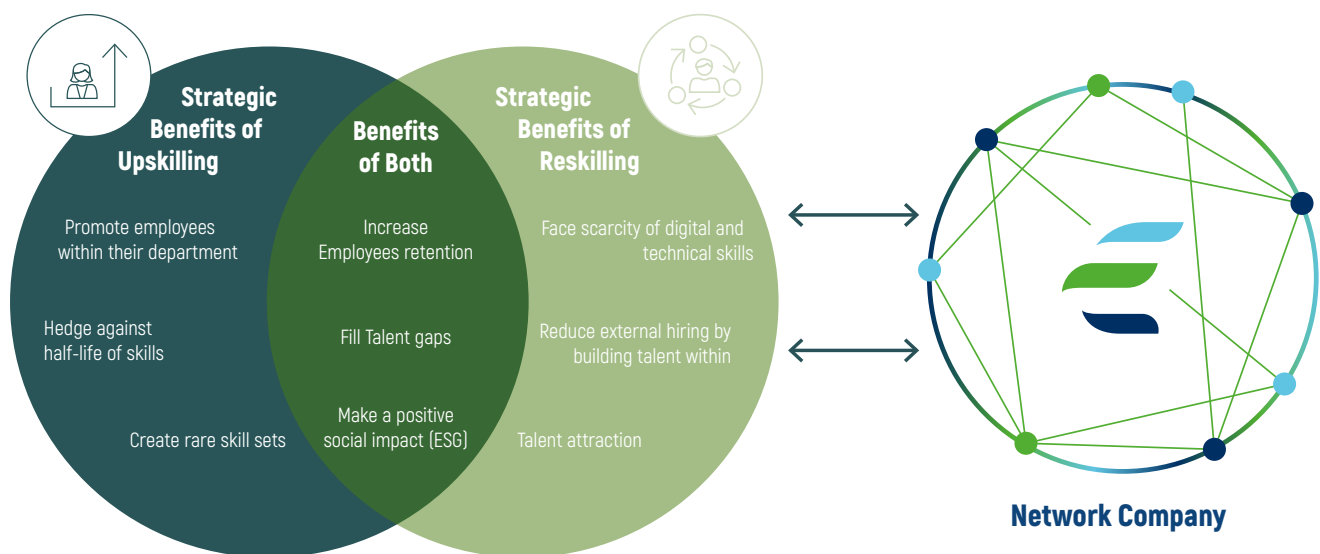 Strategic
Benefits of
Upskilling
Promote employees
within their department
Hedge against
half-life of skills
Create rare skill sets
Benefits
of Both
Increase
Employees retention
Fill Talent gaps
Make a positive
social impact (ESG)
Strategic
Benefits of
Reskilling
Face scarcity of digital and
technical skills
Reduce external hiring by
building talent within
Talent attraction
Network Company